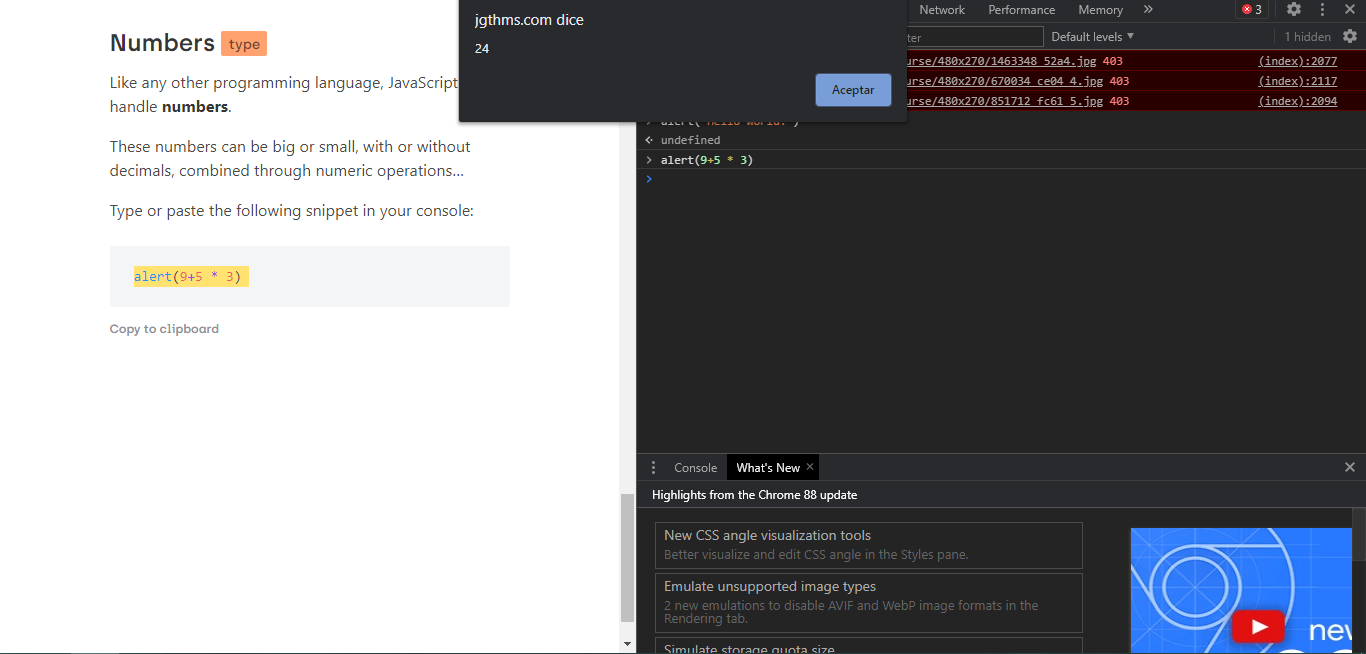 Numbers type
Like any other programming language, JavaScript
handle numbers.
These numbers can be big or small, with or without
decimals, combined through numeric operations...
Type or paste the following snippet in your console:
alert(9+5 * 3)
Copy to clipboard
jgthms.com dice
24
Aceptar
Network Performance Memory » 3
Default levels ▼ 1 hidden
urse/480x270/1463348_52a4.jpg 403 (index):2077
urse/480x270/670034_ce04_4.jpg 403 (index):2117
urse/480x270/851712_fc61_5.jpg 403 (index):2094
undefined
> alert(9+5 * 3)
>
Console What's New ×
Highlights from the Chrome 88 update
New CSS angle visualization tools
Better visualize and edit CSS angle in the Styles pane.
Emulate unsupported image types
2 new emulations to disable AVIF and WebP image formats in the
Rendering tab.
Simulate storage quota size
new